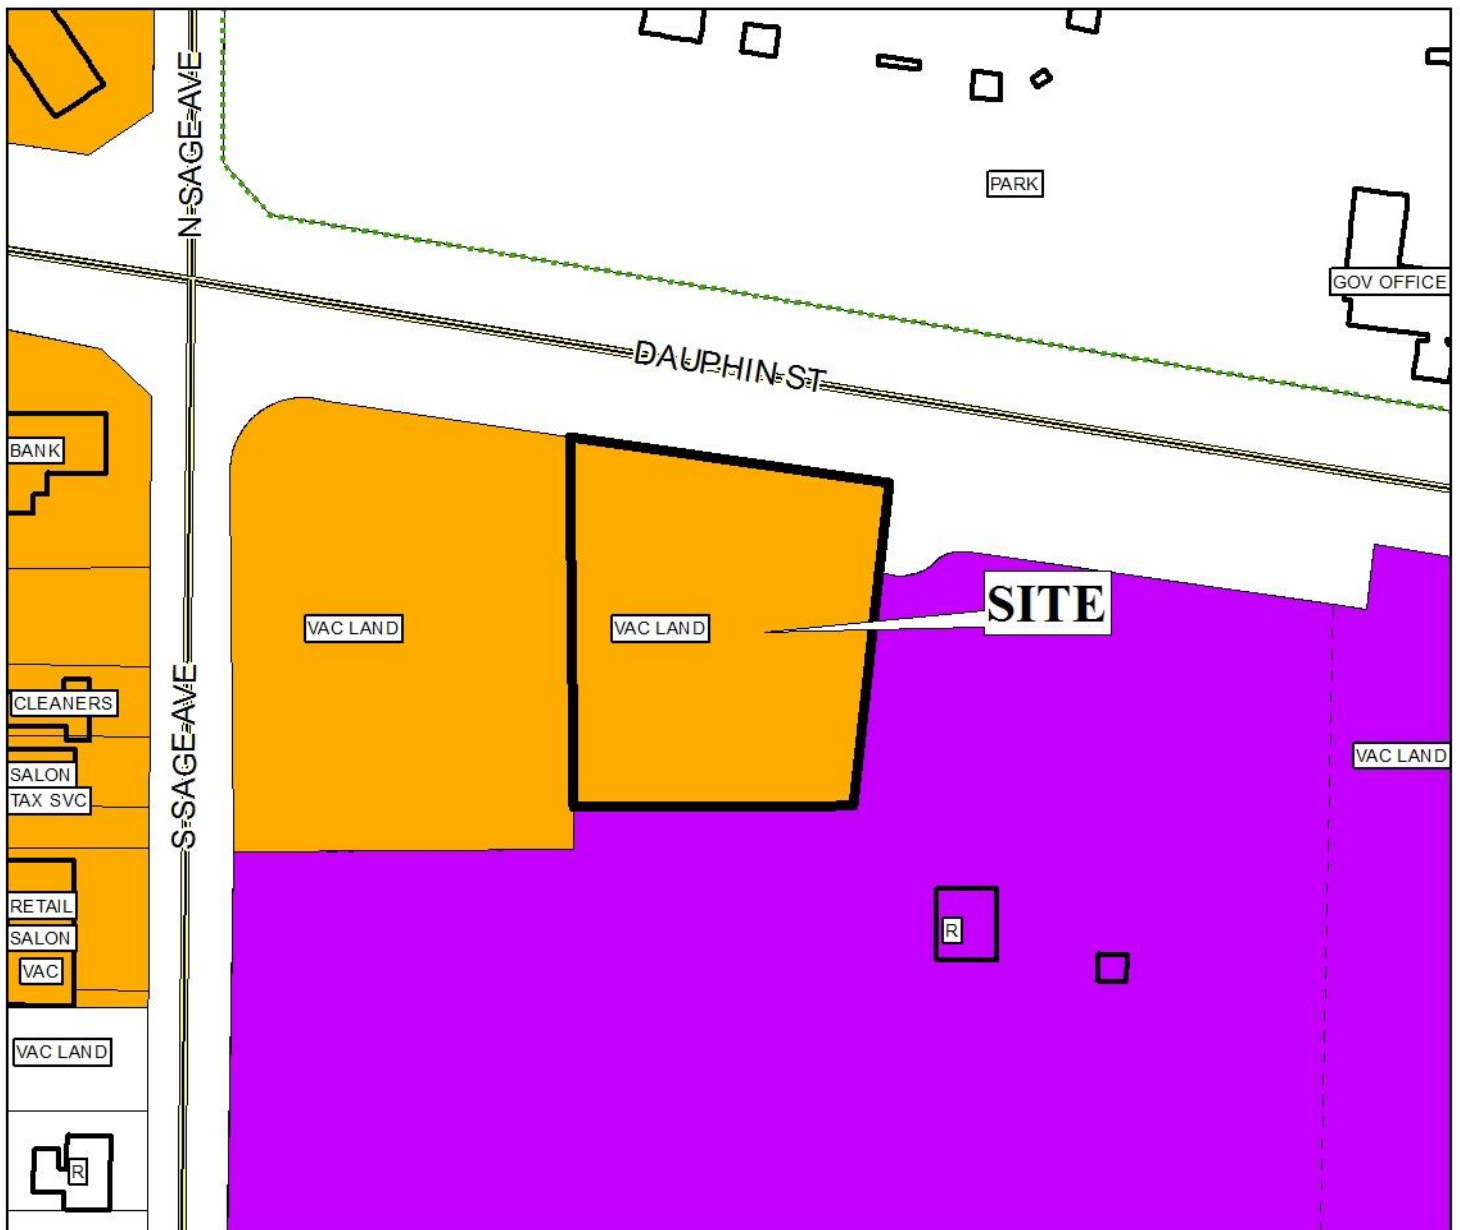 N SAGE AVE
PARK
GOV OFFICE
DAUPHIN ST
BANK
SITE
VAC LAND
VAC LAND
S SAGE AVE
CLEANERS
VAC LAND
SALON
TAX SVC
RETAIL
R
SALON
VAC
VAC LAND
R